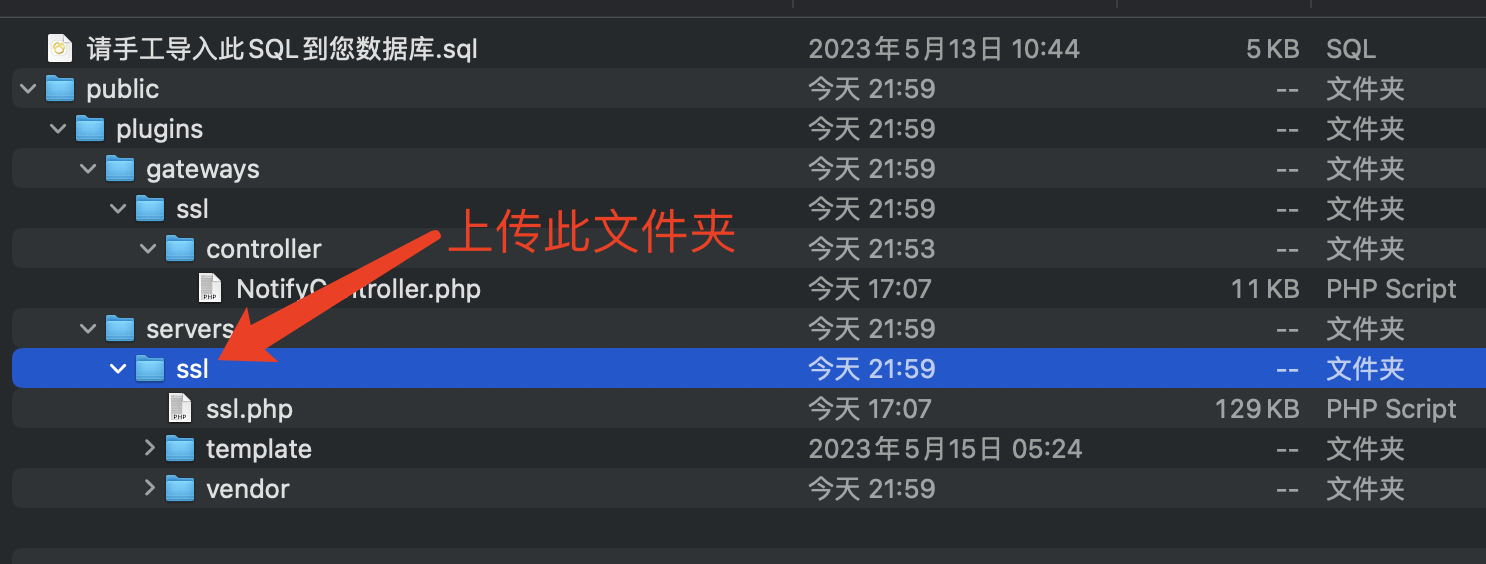 请手工导入此SQL到您数据库.sql 2023年5月13日 10:44 5 KB SQL
public 今天 21:59 -- 文件夹
plugins 今天 21:59 -- 文件夹
gateways 今天 21:59 -- 文件夹
ssl 今天 21:59 -- 文件夹
上传此文件夹
controller 今天 21:53 -- 文件夹
NotifyController.php 今天 17:07 11 KB PHP Script
servers 今天 21:59 -- 文件夹
ssl 今天 21:59 -- 文件夹
ssl.php 今天 17:07 129 KB PHP Script
template 2023年5月15日 05:24 -- 文件夹
vendor 今天 21:59 -- 文件夹